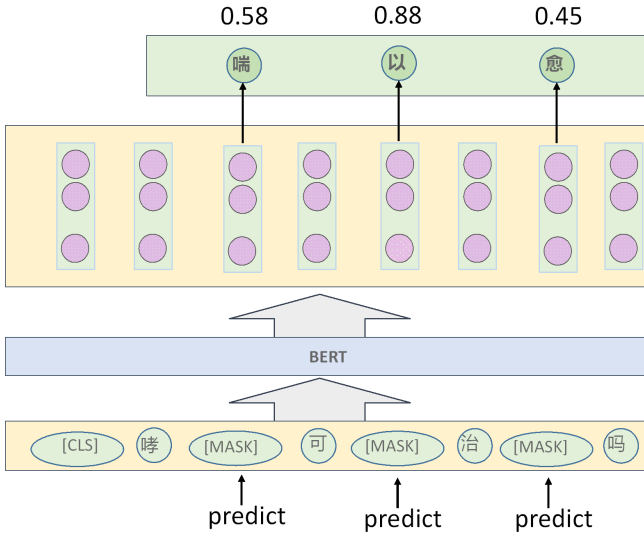 0.58 0.88 0.45
喘 以 愈
BERT
[CLS] 哮 [MASK] 可 [MASK] 治 [MASK] 吗
predict predict predict